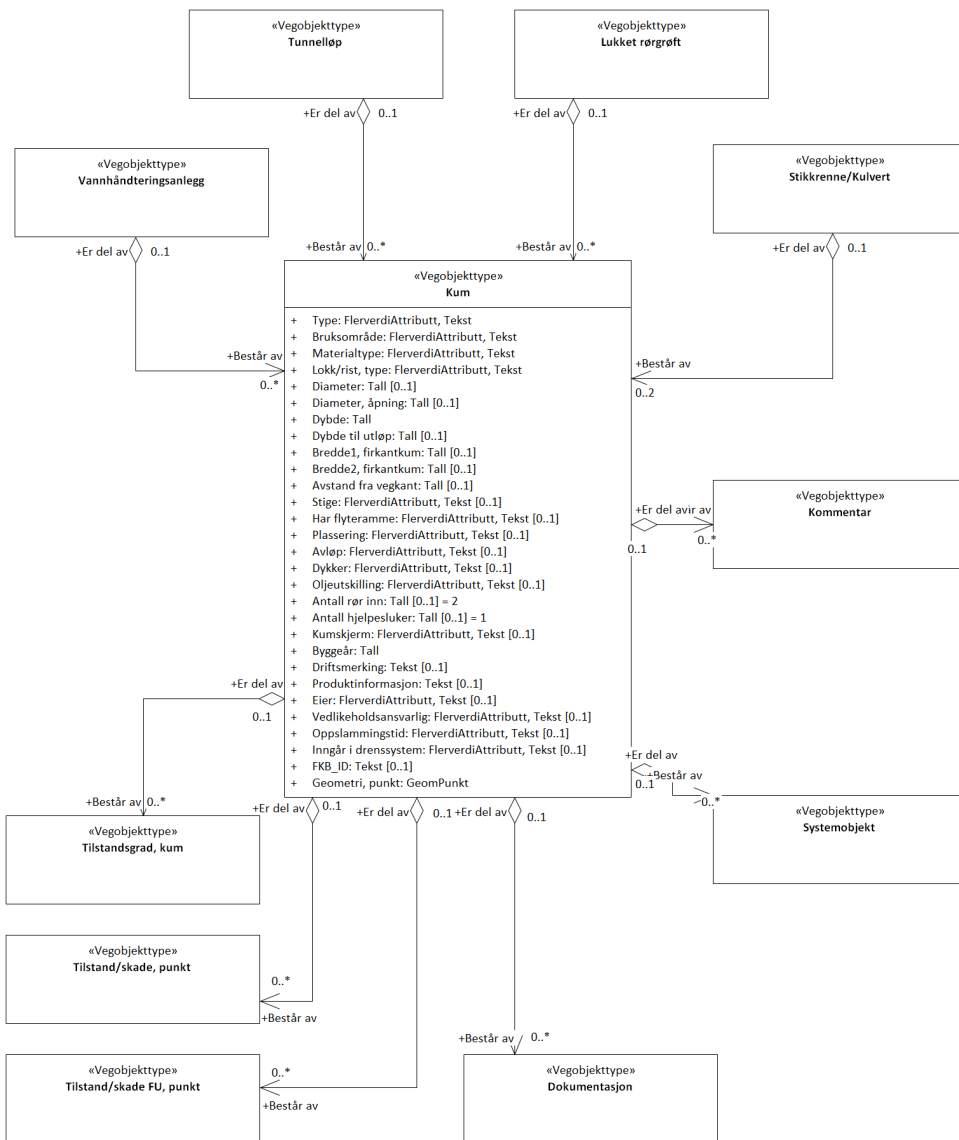 «Vegobjekttype»
Tunnelløp
«Vegobjekttype»
Lukket rørgrøft
+Er del av 0..1
+Er del av 0..1
«Vegobjekttype»
Vannhåndteringsanlegg
«Vegobjekttype»
Stikkrenne/Kulvert
+Er del av 0..1
+Er del av 0..1
+Består av 0..*
+Består av 0..*
«Vegobjekttype»
Kum
+ Type: FlerverdiAttributt, Tekst
+ Bruksområde: FlerverdiAttributt, Tekst
+ Materialtype: FlerverdiAttributt, Tekst
+ Lokk/rist, type: FlerverdiAttributt, Tekst
+ Diameter: Tall [0..1]
+ Diameter, åpning: Tall [0..1]
+ Dybde: Tall
+ Dybde til utløp: Tall [0..1]
+ Bredde1, firkantkum: Tall [0..1]
+ Bredde2, firkantkum: Tall [0..1]
+ Avstand fra vegkant: Tall [0..1]
+ Stige: FlerverdiAttributt, Tekst [0..1]
+ Har flyteramme: FlerverdiAttributt, Tekst [0..1]
+ Plassering: FlerverdiAttributt, Tekst [0..1]
+ Avløp: FlerverdiAttributt, Tekst [0..1]
+ Dykker: FlerverdiAttributt, Tekst [0..1]
+ Oljeutskilling: FlerverdiAttributt, Tekst [0..1]
+ Antall rør inn: Tall [0..1] = 2
+ Antall hjelpesluker: Tall [0..1] = 1
+ Kumskjerm: FlerverdiAttributt, Tekst [0..1]
+ Byggeår: Tall
+ Driftsmerking: Tekst [0..1]
+ Produktinformasjon: Tekst [0..1]
+ Eier: FlerverdiAttributt, Tekst [0..1]
+ Vedlikeholdsansvarlig: FlerverdiAttributt, Tekst [0..1]
+ Oppslammingstid: FlerverdiAttributt, Tekst [0..1]
+ Inngår i drenssystem: FlerverdiAttributt, Tekst [0..1]
+ FKB_ID: Tekst [0..1]
+ Geometri, punkt: GeomPunkt
+Består av
0..*
+Består av
0..2
«Vegobjekttype»
Kommentar
+Er del av
0..1
0..*
+Er del av
0..1
+Er del av
0..1
+Består av
0..*
«Vegobjekttype»
Systemobjekt
+Består av 0..*
«Vegobjekttype»
Tilstandsgrad, kum
+Er del av 0..1
+Er del av 0..1
+Er del av 0..1
«Vegobjekttype»
Tilstand/skade, punkt
0..*
+Består av
«Vegobjekttype»
Tilstand/skade FU, punkt
0..*
+Består av
+Består av 0..*
«Vegobjekttype»
Dokumentasjon